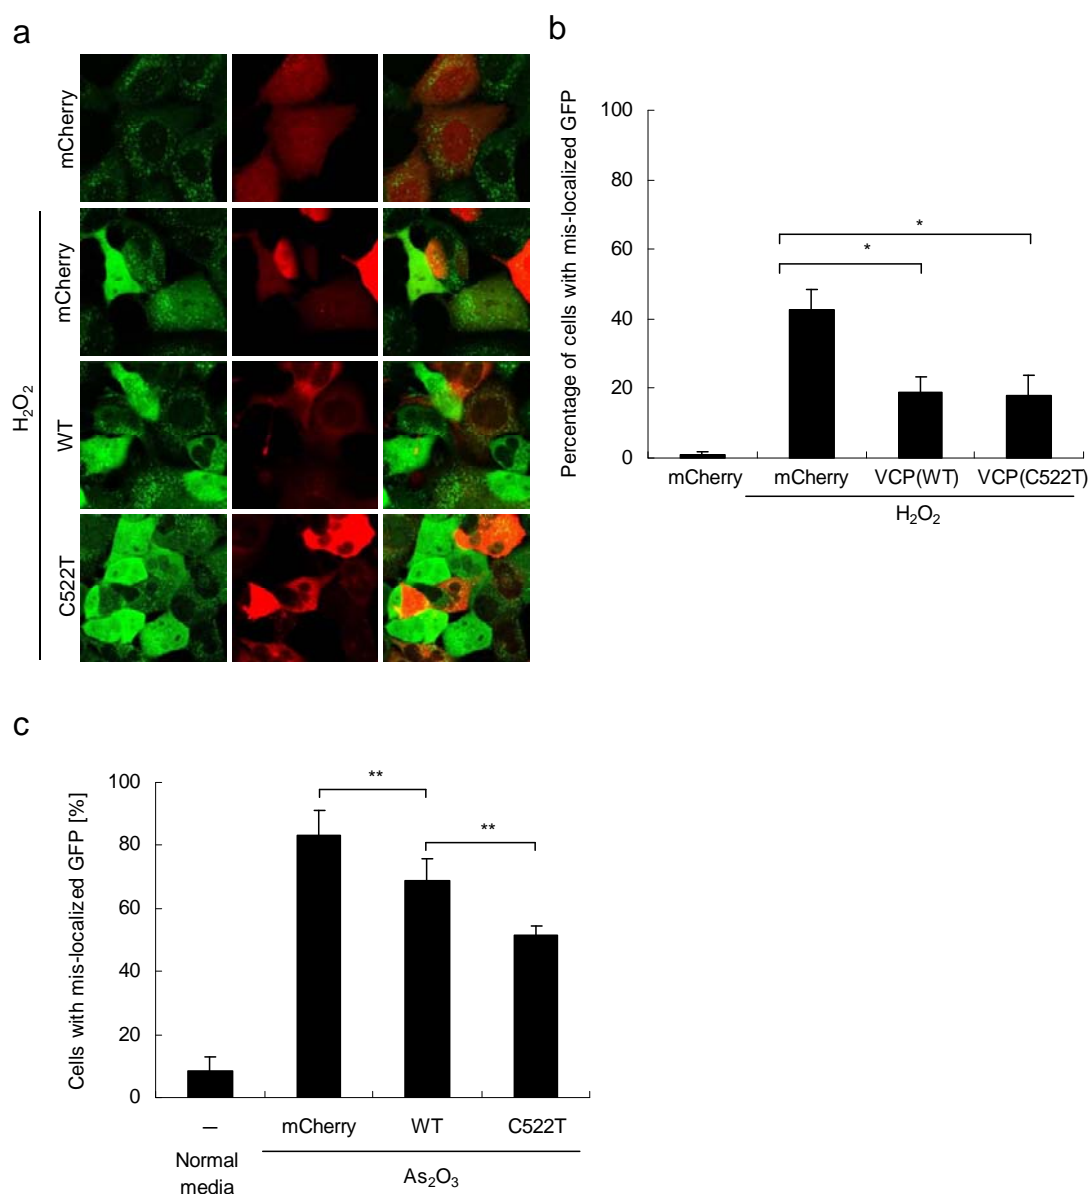 a
mCherry
H₂O₂
mCherry
WT
C522T
b
Percentage of cells with mis-localized GFP
100
80
60
40
20
0
*
*
mCherry mCherry VCP(WT) VCP(C522T)
H₂O₂
c
Cells with mis-localized GFP [%]
100
80
60
40
20
0
**
**
– mCherry WT C522T
Normal
media
As₂O₃